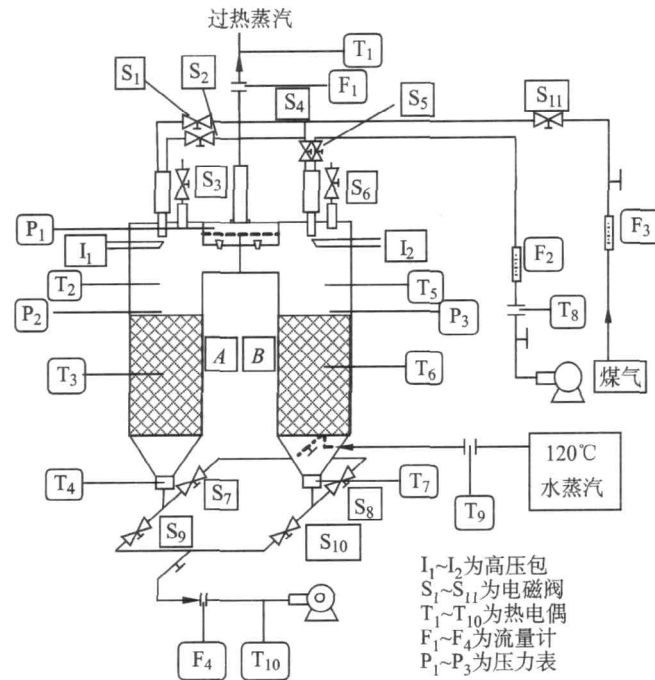 过热蒸汽
T1
S1
S2
F1
S4
S5
S11
S3
S6
P1
F3
I1
I2
F2
T2
T5
T8
P2
P3
A
B
T3
T6
煤气
120℃
水蒸汽
T4
S7
T7
S8
T9
S9
S10
I1~I2为高压包
S1~S11为电磁阀
T1~T10为热电偶
F1~F4为流量计
P1~P3为压力表
F4
T10